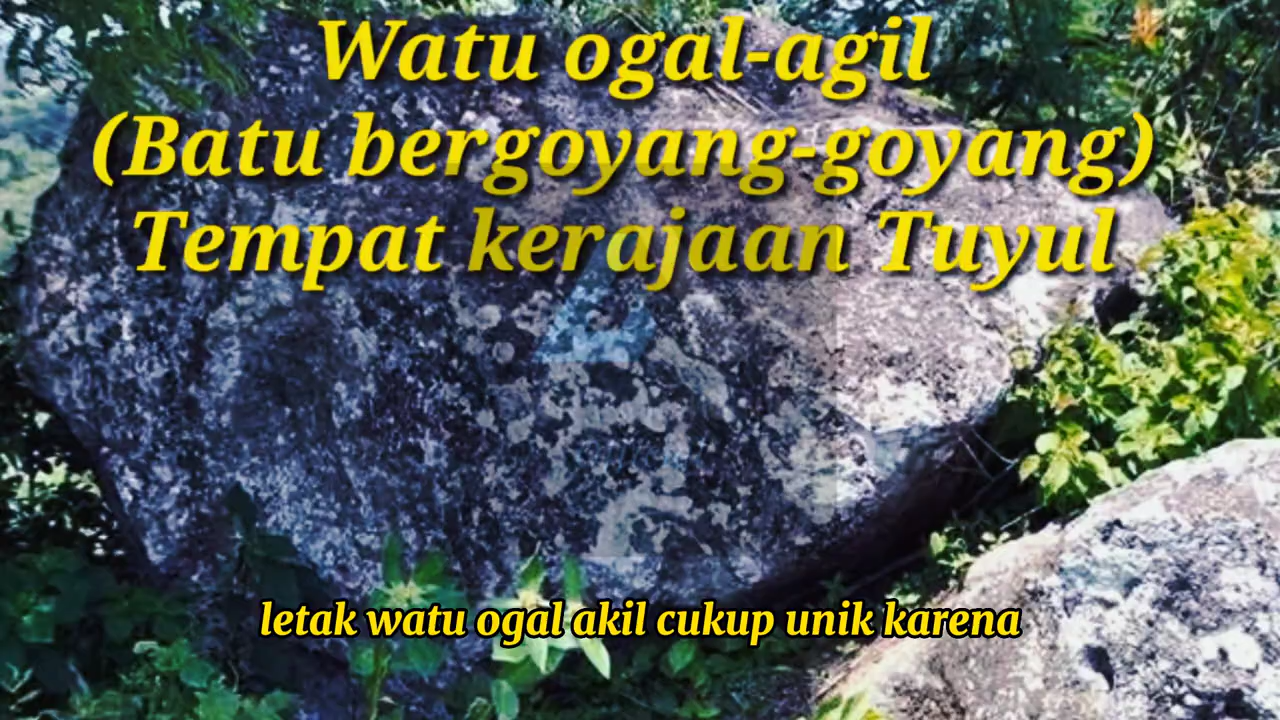 Watu ogal-agil
(Batu bergoyang-goyang)
Tempat kerajaan Tuyul
letak watu ogal akil cukup unik karena